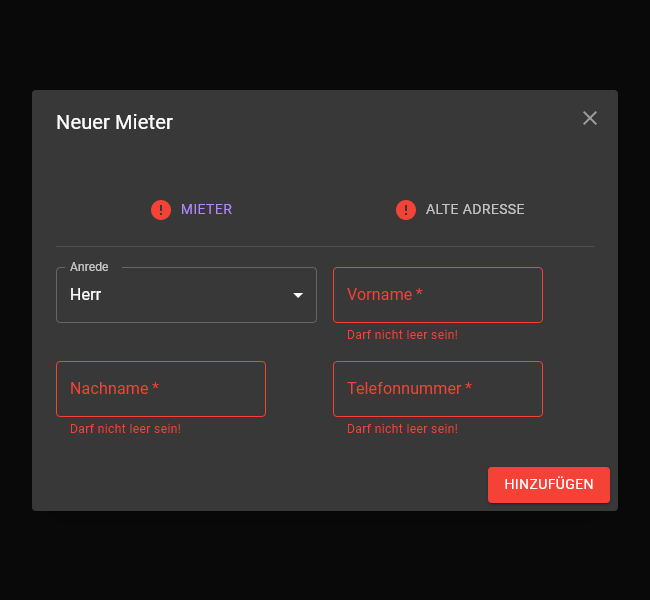 Neuer Mieter
MIETER
ALTE ADRESSE
Anrede
Herr
Vorname *
Darf nicht leer sein!
Nachname *
Telefonnummer *
Darf nicht leer sein!
Darf nicht leer sein!
HINZUFÜGEN